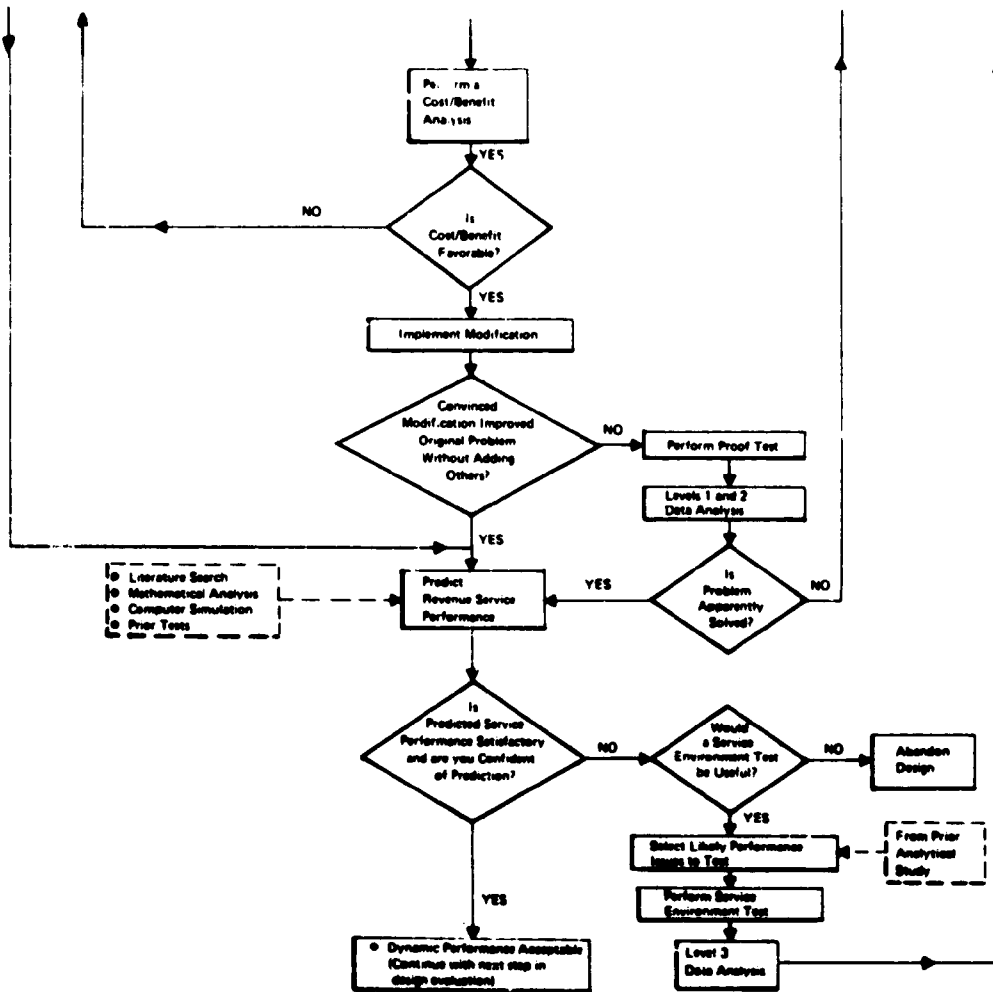 Perform a
Cost/Benefit
Analysis
YES
NO
Is
Cost/Benefit
Favorable?
YES
Implement Modification
Convinced
Modification Improved
Original Problem
Without Adding
Others?
NO
Perform Proof Test
Levels 1 and 2
Data Analysis
YES
● Literature Search
● Mathematical Analysis
● Computer Simulation
● Prior Tests
Predict
Revenue Service
Performance
YES
Is
Problem
Apparently
Solved?
NO
Is
Predicted Service
Performance Satisfactory
and are you Confident
of Prediction?
NO
Would
a Service
Environment Test
be Useful?
NO
Abandon
Design
YES
Select Likely Performance
Issues to Test
From Prior
Analytical
Study
Perform Service
Environment Test
YES
● Dynamic Performance Acceptable
(Continue with next step in
design evaluation)
Level 3
Data Analysis